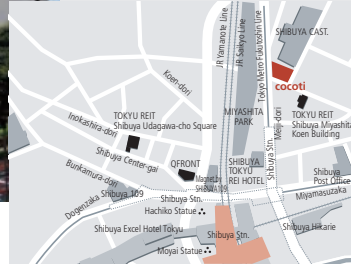 JR Yamanote Line
JR Saikyo Line
Tokyo Metro Fukutoshin Line
SHIBUYA CAST.
Koen-dori
cocoti
Inokashira-dori
TOKYU REIT
Shibuya Udagawa-cho Square
MIYASHITA
PARK
Meiji-dori
TOKYU REIT
Shibuya Miyashita
Koen Building
Shibuya Center-gai
Bunkamura-dori
QFRONT
Magnet by
SHIBUYA109
SHIBUYA
TOKYU
REI HOTEL
Shibuya Stn.
Shibuya
Post Office
Miyamasuzaka
Dogenzaka
Shibuya 109
Shibuya Stn.
Hachiko Statue
Shibuya Excel Hotel Tokyu
Shibuya Stn.
Shibuya Hikarie
Moyai Statue